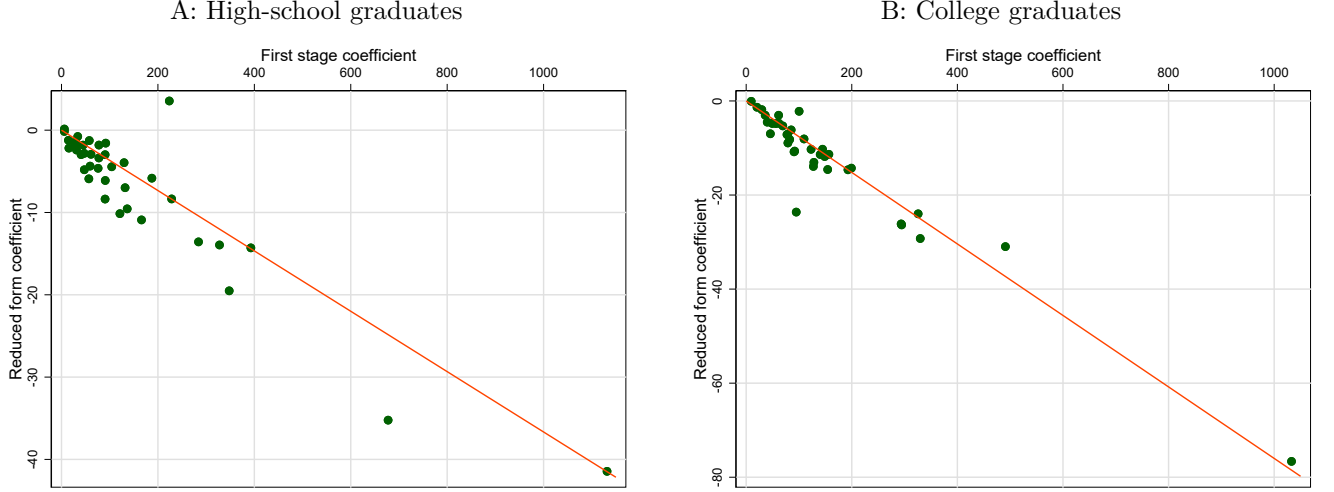 A: High-school graduates
First stage coefficient
0 200 400 600 800 1000
Reduced form coefficient
0
-10
-20
-30
-40
B: College graduates
First stage coefficient
0 200 400 600 800 1000
Reduced form coefficient
0
-20
-40
-60
-80